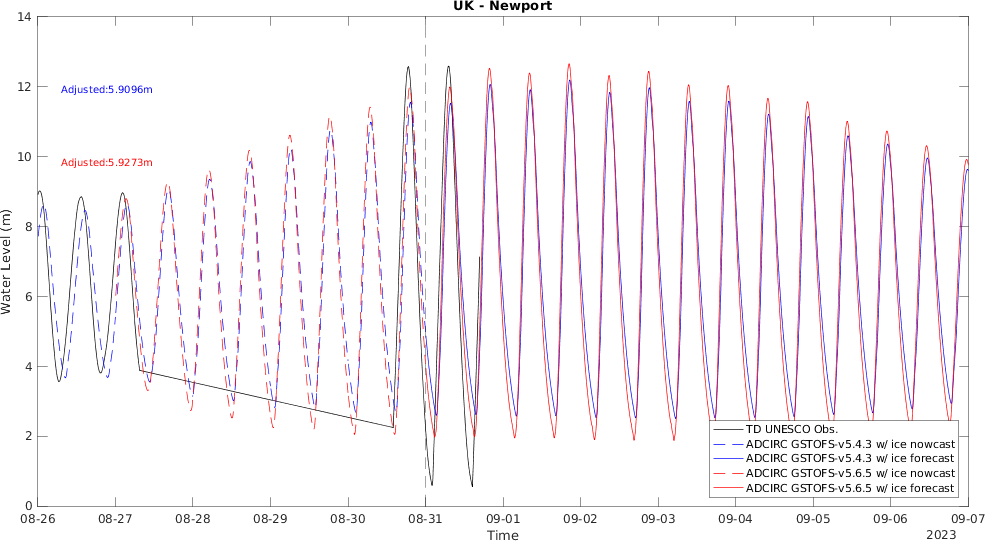 UK - Newport
14
12
10
8
6
4
2
0
Water Level (m)
Adjusted:5.9096m
Adjusted:5.9273m
TD UNESCO Obs.
ADCIRC GSTOFS-v5.4.3 w/ ice nowcast
ADCIRC GSTOFS-v5.4.3 w/ ice forecast
ADCIRC GSTOFS-v5.6.5 w/ ice nowcast
ADCIRC GSTOFS-v5.6.5 w/ ice forecast
08-26 08-27 08-28 08-29 08-30 08-31 09-01 09-02 09-03 09-04 09-05 09-06 09-07
Time
2023